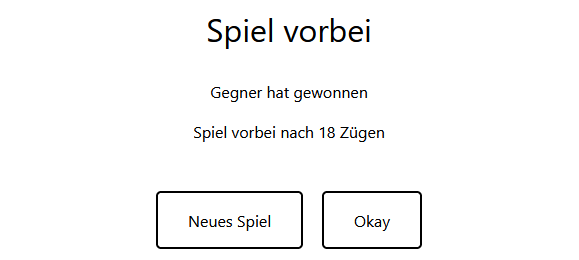 Spiel vorbei
Gegner hat gewonnen
Spiel vorbei nach 18 Zügen
Neues Spiel
Okay